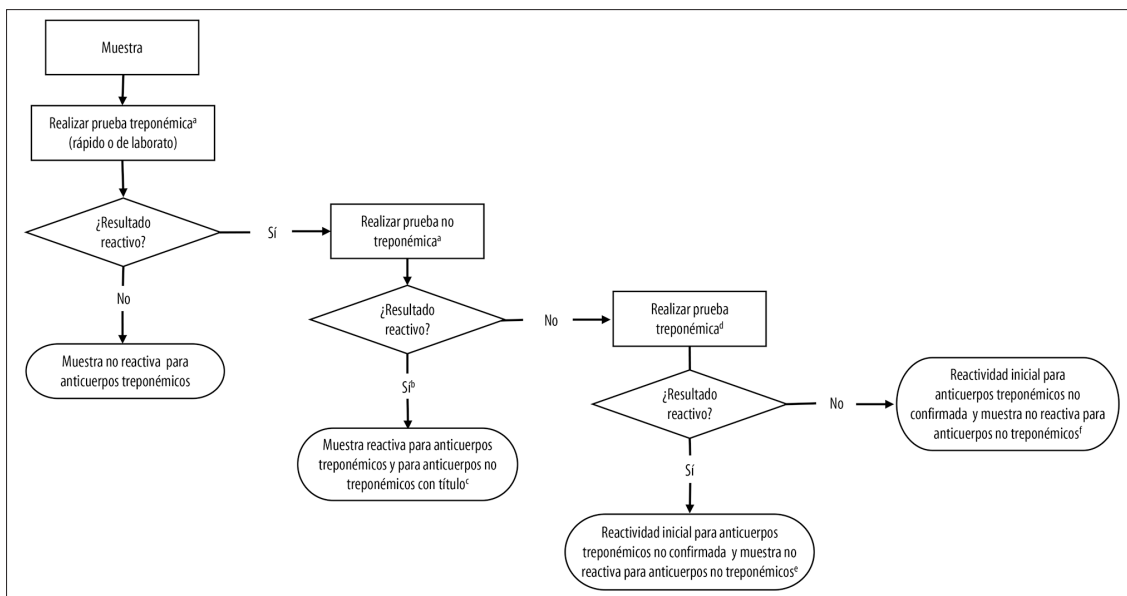 Muestra
Realizar prueba treponémicaᵃ
(rápido o de laborato)
¿Resultado
reactivo?
Sí
No
Muestra no reactiva para
anticuerpos treponémicos
Realizar prueba no
treponémicaᵃ
¿Resultado
reactivo?
No
Síᵇ
Muestra reactiva para anticuerpos
treponémicos y para anticuerpos no
treponémicos con títuloᶜ
Realizar prueba
treponémicaᵈ
¿Resultado
reactivo?
No
Sí
Reactividad inicial para anticuerpos
treponémicos no confirmada y muestra no
reactiva para anticuerpos no treponémicosᵉ
Reactividad inicial para
anticuerpos treponémicos no
confirmada y muestra no reactiva para
anticuerpos no treponémicosᶠ